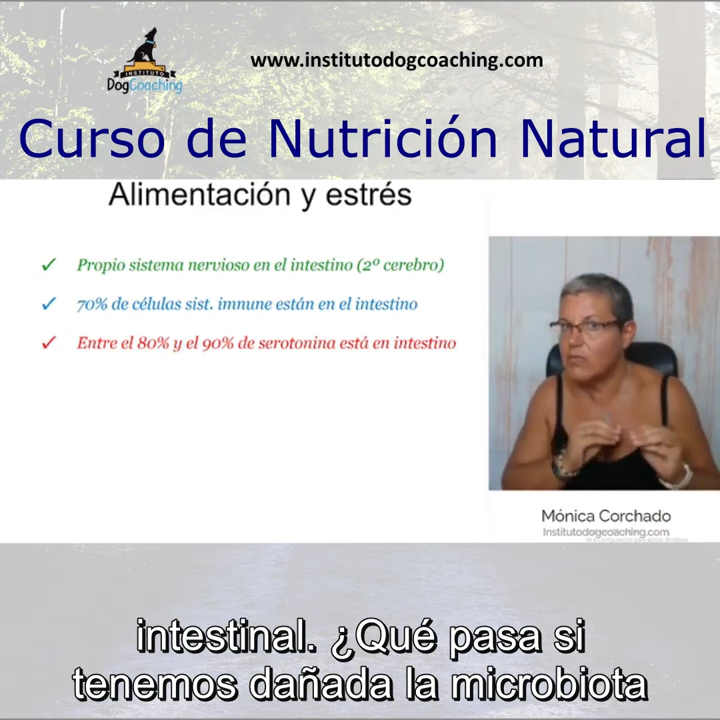 INSTITUTO
DogCoaching
www.institutodogcoaching.com
Curso de Nutrición Natural
Alimentación y estrés
✓ Propio sistema nervioso en el intestino (2º cerebro)
✓ 70% de células sist. imnune están en el intestino
✓ Entre el 80% y el 90% de serotonina está en intestino
Mónica Corchado
Institutodogcoaching.com
intestinal. ¿Qué pasa si
tenemos dañada la microbiota